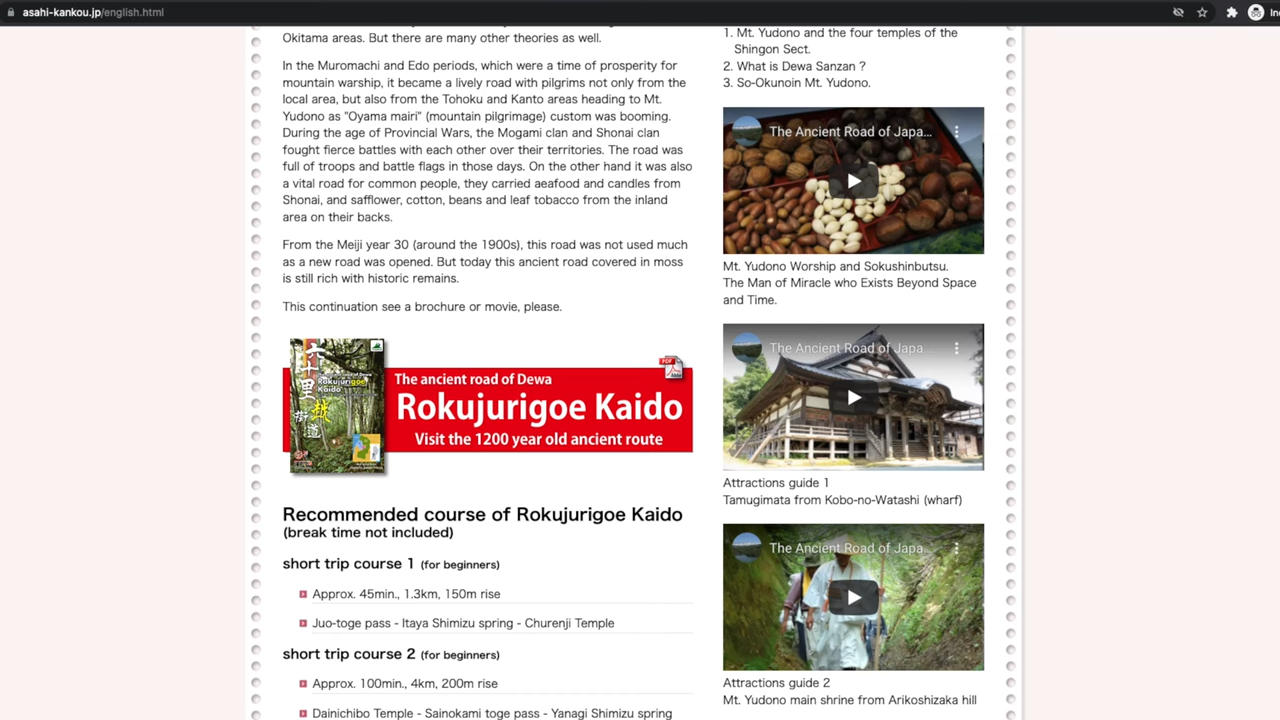 asahi-kankou.jp/english.html
Okitama areas. But there are many other theories as well.
In the Muromachi and Edo periods, which were a time of prosperity for
mountain warship, it became a lively road with pilgrims not only from the
local area, but also from the Tohoku and Kanto areas heading to Mt.
Yudono as "Oyama mairi" (mountain pilgrimage) custom was booming.
During the age of Provincial Wars, the Mogami clan and Shonai clan
fought fierce battles with each other over their territories. The road was
full of troops and battle flags in those days. On the other hand it was also
a vital road for common people, they carried aeafood and candles from
Shonai, and safflower, cotton, beans and leaf tobacco from the inland
area on their backs.
From the Meiji year 30 (around the 1900s), this road was not used much
as a new road was opened. But today this ancient road covered in moss
is still rich with historic remains.
This continuation see a brochure or movie, please.
六十里越
街道
Rokujurigoe
Kaido
PDF
The ancient road of Dewa
Rokujurigoe Kaido
Visit the 1200 year old ancient route
Recommended course of Rokujurigoe Kaido
(break time not included)
short trip course 1 (for beginners)
Approx. 45min., 1.3km, 150m rise
Juo-toge pass - Itaya Shimizu spring - Churenji Temple
short trip course 2 (for beginners)
Approx. 100min., 4km, 200m rise
Dainichibo Temple - Sainokami toge pass - Yanagi Shimizu spring
1. Mt. Yudono and the four temples of the
Shingon Sect.
2. What is Dewa Sanzan ?
3. So-Okunoin Mt. Yudono.
The Ancient Road of Japa...
Mt. Yudono Worship and Sokushinbutsu.
The Man of Miracle who Exists Beyond Space
and Time.
The Ancient Road of Japa...
Attractions guide 1
Tamugimata from Kobo-no-Watashi (wharf)
The Ancient Road of Japa...
Attractions guide 2
Mt. Yudono main shrine from Arikoshizaka hill